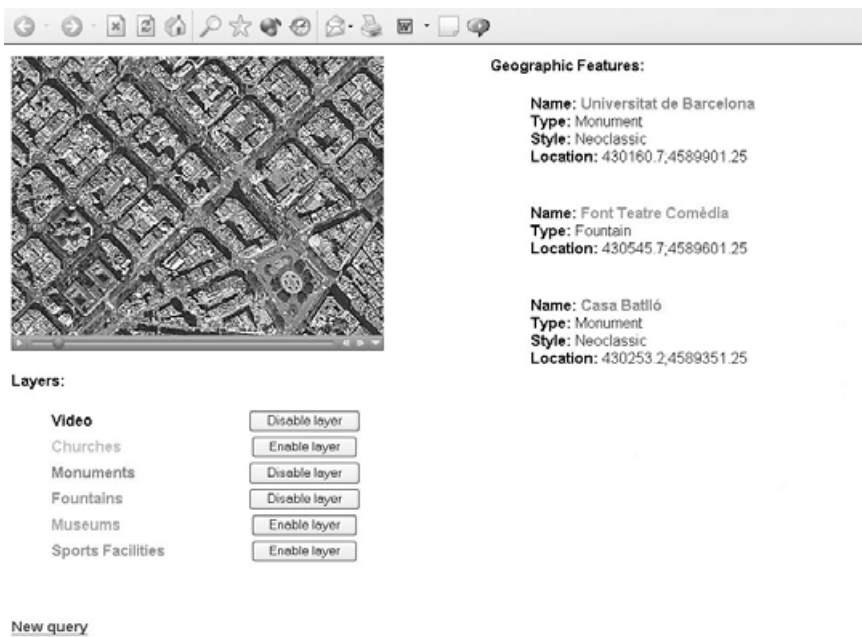 Geographic Features:
Name: Universitat de Barcelona
Type: Monument
Style: Neoclassic
Location: 430160.7;4589901.25
Name: Font Teatre Comèdia
Type: Fountain
Location: 430545.7;4589601.25
Name: Casa Batlló
Type: Monument
Style: Neoclassic
Location: 430253.2;4589351.25
Layers:
Video Disable layer
Churches Enable layer
Monuments Disable layer
Fountains Disable layer
Museums Enable layer
Sports Facilities Enable layer
New query